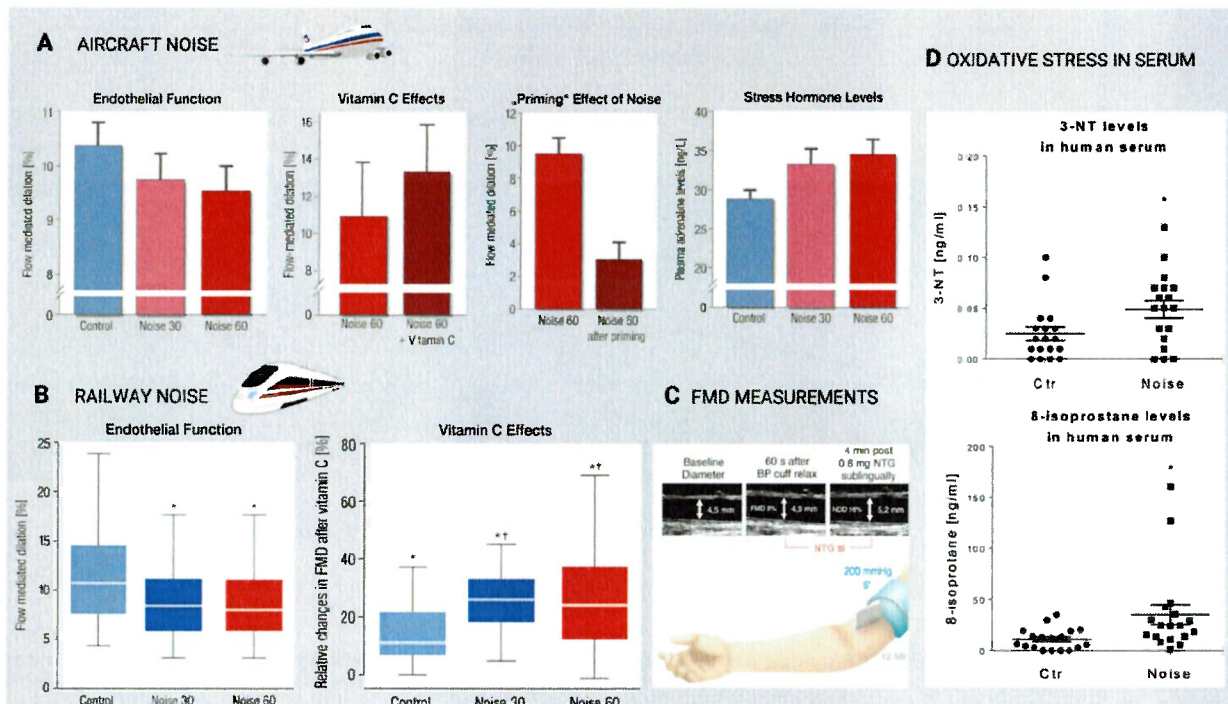 A AIRCRAFT NOISE
Endothelial Function
Flow mediated dilation [%]
11
10
9
8
0
Control
Noise 30
Noise 60
Vitamin C Effects
Flow-mediated dilation [%]
16
14
12
10
8
0
Noise 60
Noise 60
+ Vitamin C
„Priming“ Effect of Noise
Flow mediated dilation [%]
12
10
8
6
4
2
0
Noise 60
Noise 60
after priming
Stress Hormone Levels
Plasma adrenaline levels [ng/L]
40
35
30
25
20
0
Control
Noise 30
Noise 60
B RAILWAY NOISE
Endothelial Function
Flow mediated dilation [%]
25
20
15
10
5
0
*
*
Control
Noise 30
Noise 60
Vitamin C Effects
Relative changes in FMD after vitamin C [%]
80
60
40
20
0
*
*†
*†
Control
Noise 30
Noise 60
C FMD MEASUREMENTS
Baseline
Diameter
60 s after
BP cuff relax
4 min post
0.8 mg NTG
sublingually
4,5 mm
FMD 9%
4,9 mm
NDD 16%
5,2 mm
200 mmHg
5'
D OXIDATIVE STRESS IN SERUM
3-NT levels
in human serum
3-NT [ng/ml]
0.20
0.15
0.10
0.05
0.00
*
Ctr
Noise
8-isoprostane levels
in human serum
8-isoprotane [ng/ml]
200
150
100
50
0
*
Ctr
Noise